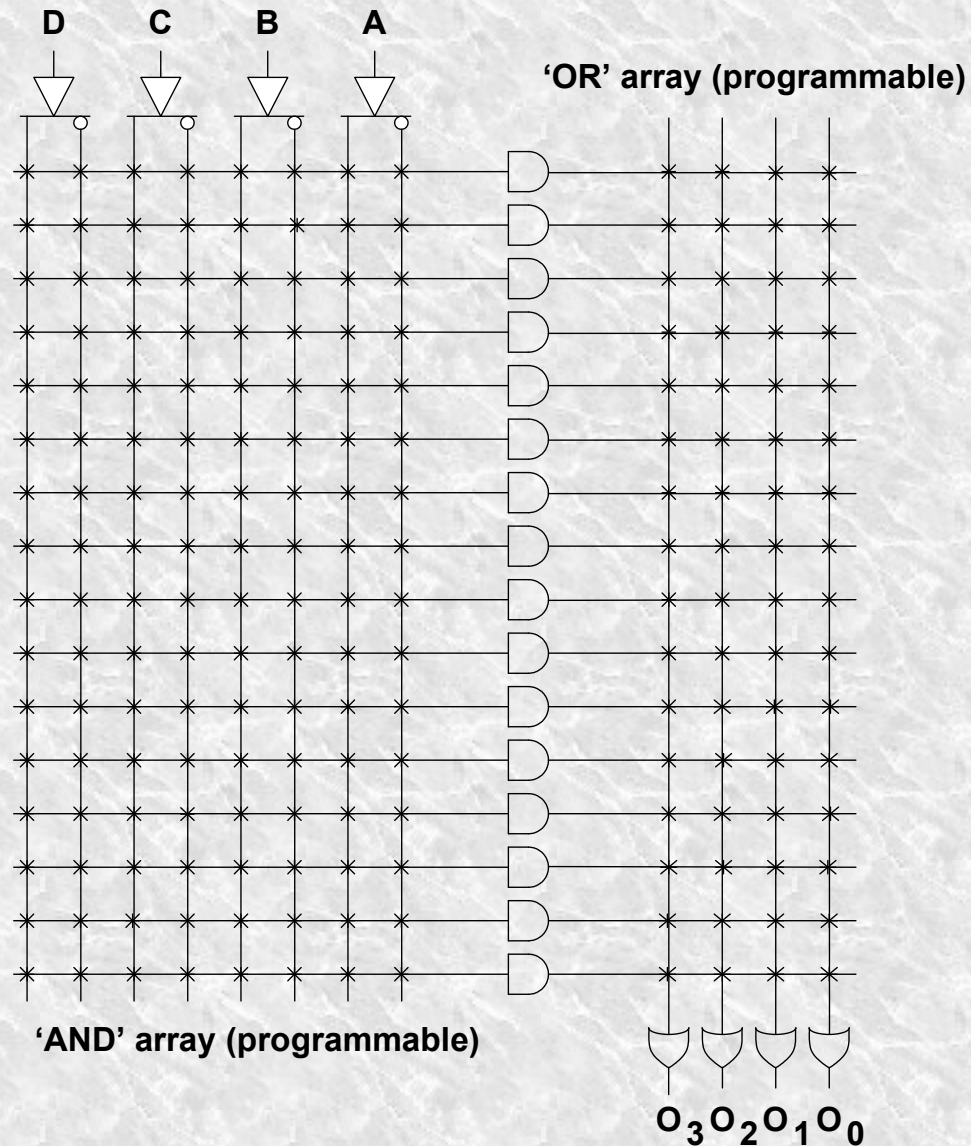 D C B A
‘OR’ array (programmable)
‘AND’ array (programmable)
O3 O2 O1 O0